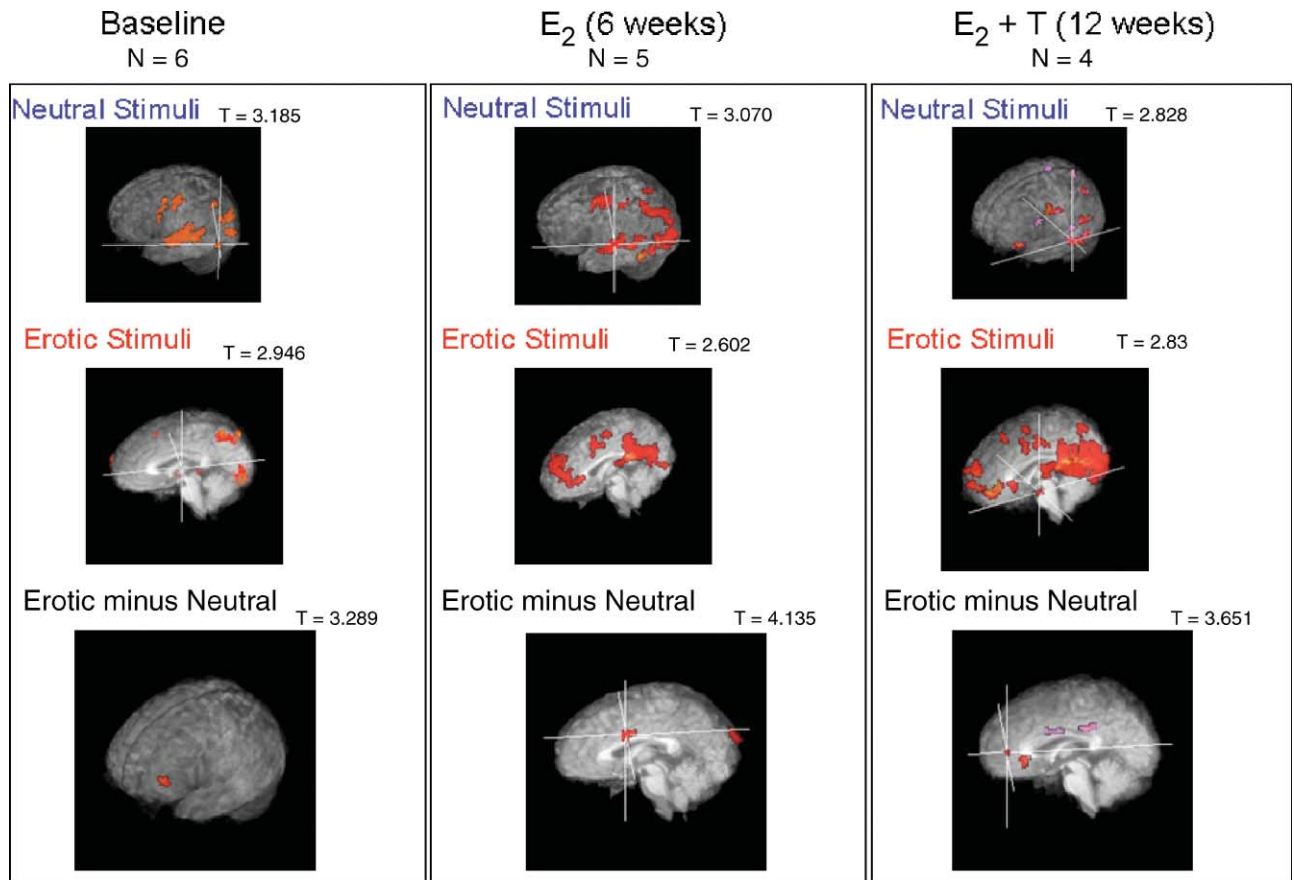 Baseline
N = 6
E2 (6 weeks)
N = 5
E2 + T (12 weeks)
N = 4
Neutral Stimuli T = 3.185
Erotic Stimuli T = 2.946
Erotic minus Neutral T = 3.289
Neutral Stimuli T = 3.070
Erotic Stimuli T = 2.602
Erotic minus Neutral T = 4.135
Neutral Stimuli T = 2.828
Erotic Stimuli T = 2.83
Erotic minus Neutral T = 3.651